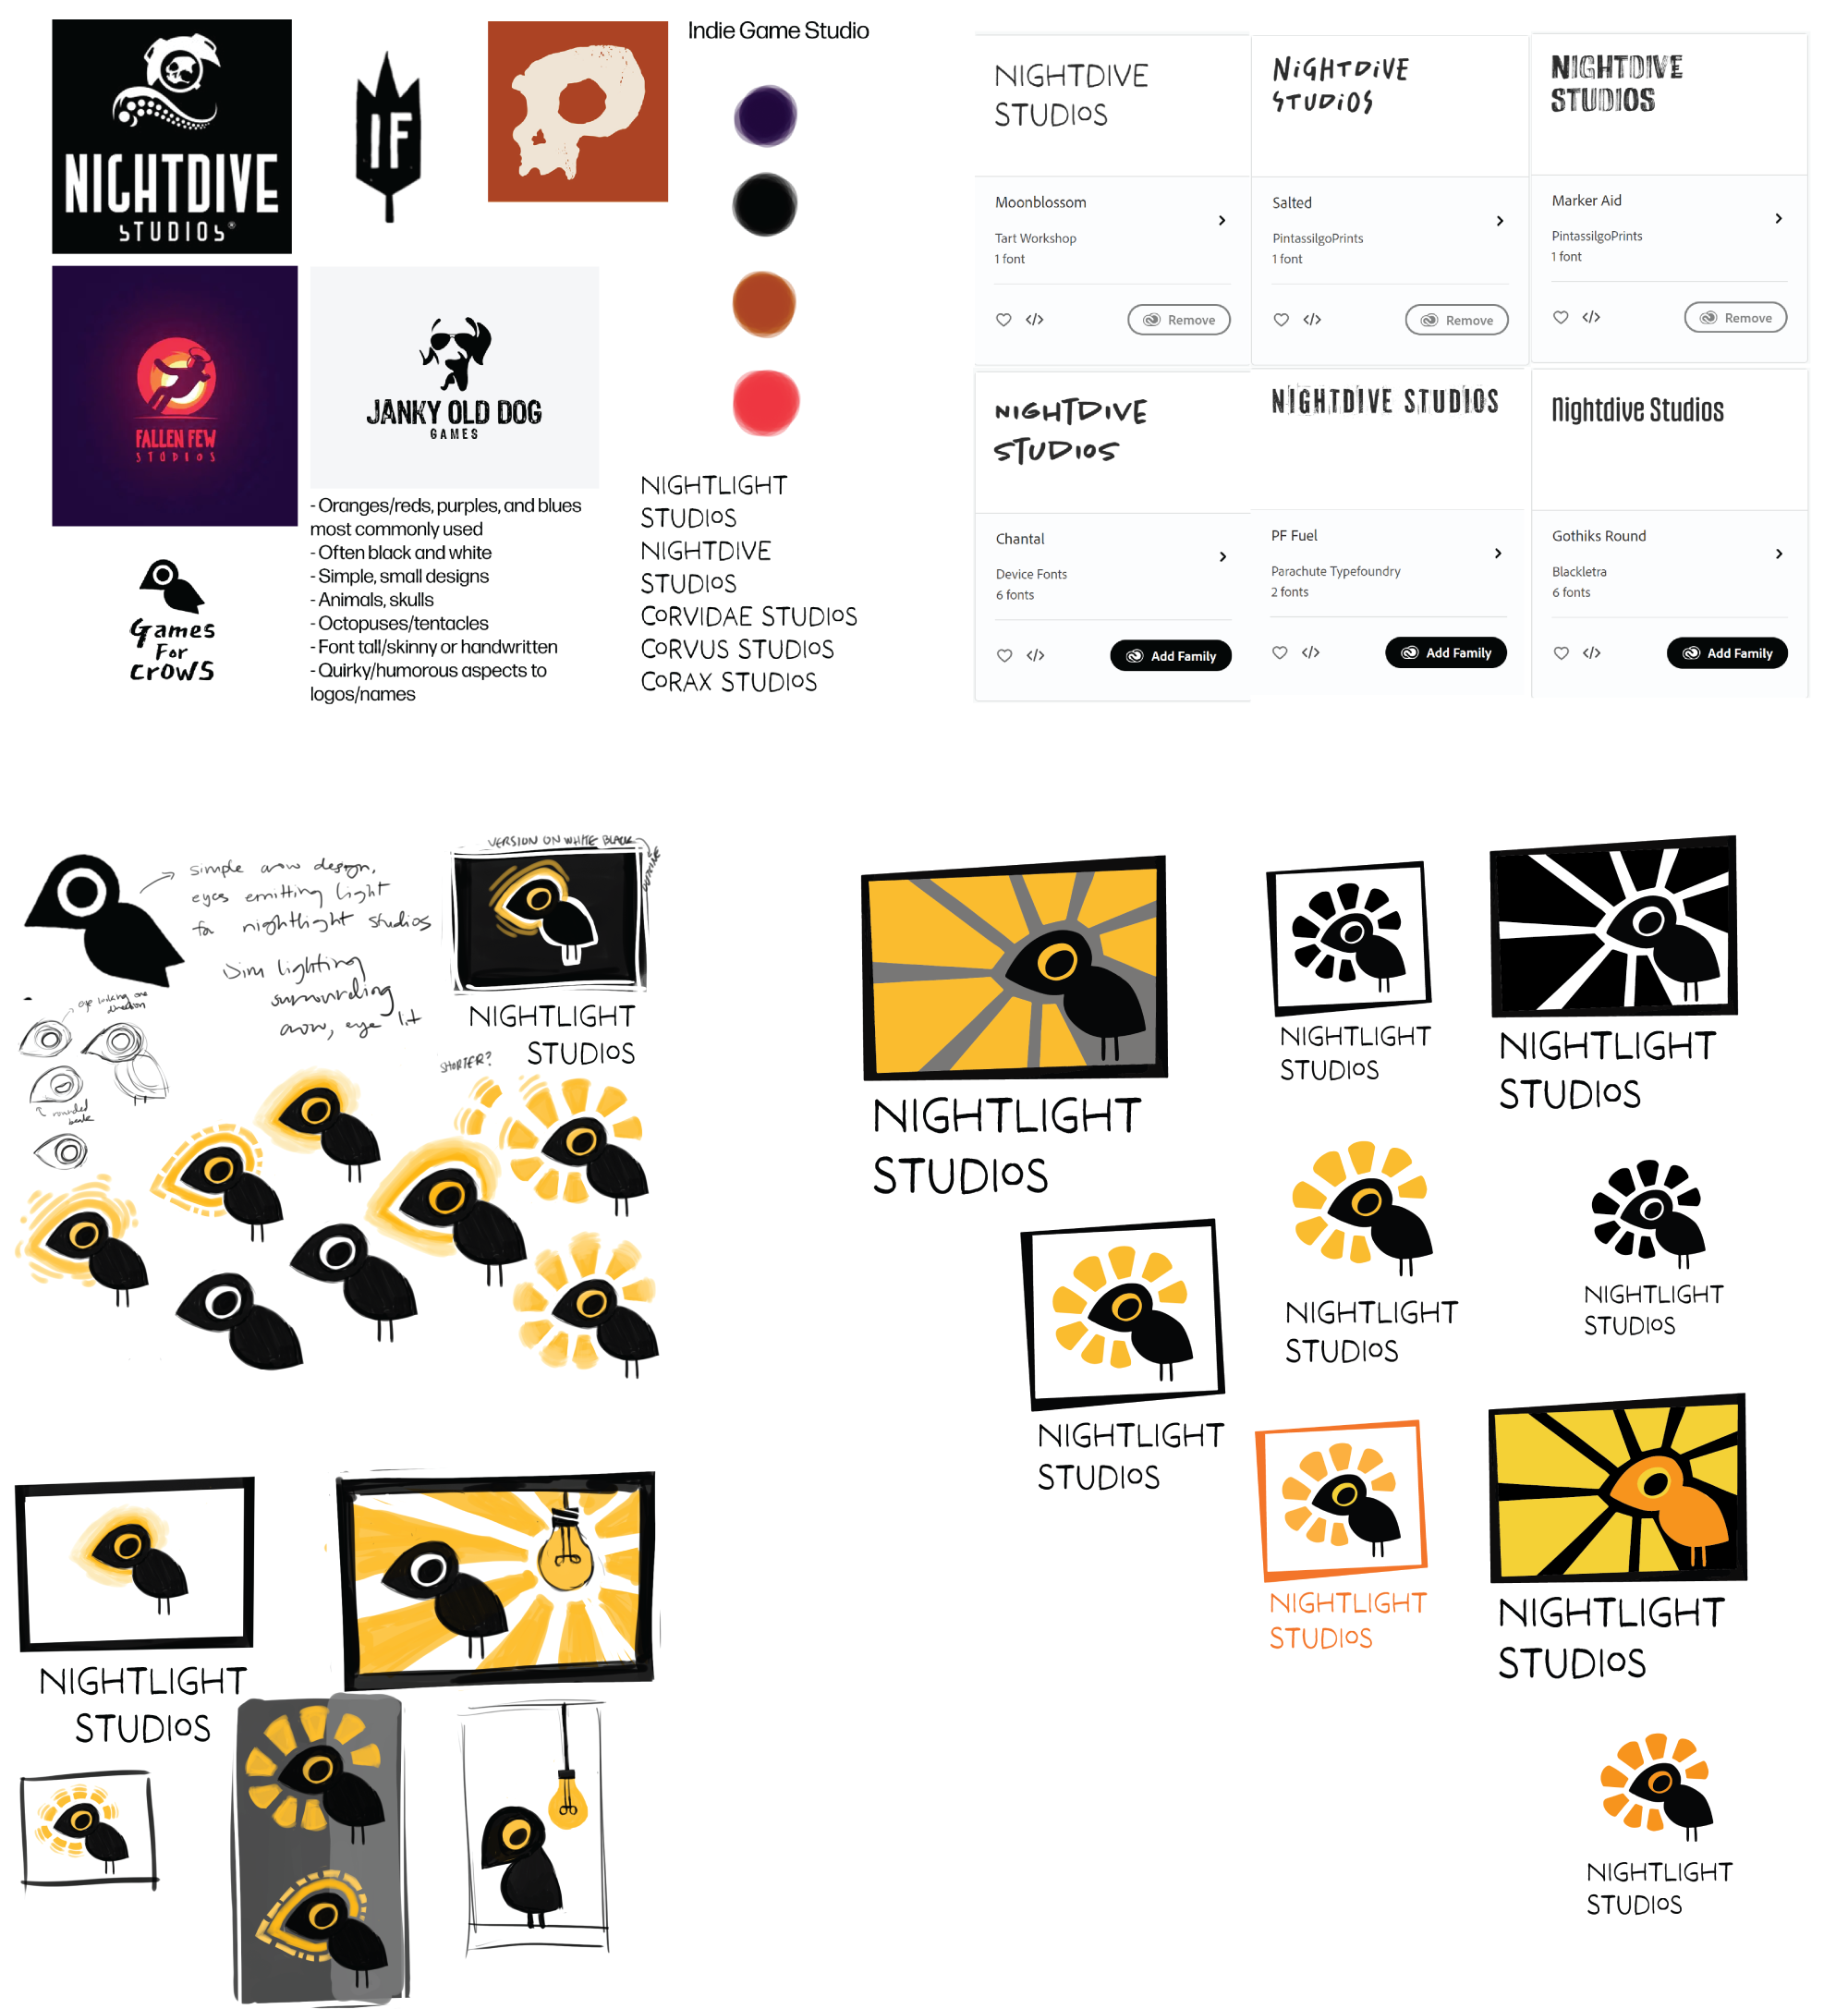 Indie Game Studio
NIGHTDIVE
STUDIOS®
IF
FALLEN FEW
STUDIOS
JANKY OLD DOG
GAMES
Games
For
Crows
- Oranges/reds, purples, and blues
most commonly used
- Often black and white
- Simple, small designs
- Animals, skulls
- Octopuses/tentacles
- Font tall/skinny or handwritten
- Quirky/humorous aspects to
logos/names
NIGHTLIGHT
STUDIOS
NIGHTDIVE
STUDIOS
CORVIDAE STUDIOS
CORVUS STUDIOS
CORAX STUDIOS
NIGHTDIVE
STUDIOS
Moonblossom
Tart Workshop
1 font
</> Remove
NIGHTDIVE
STUDIOS
Salted
PintassilgoPrints
1 font
</> Remove
NIGHTDIVE
STUDIOS
Marker Aid
PintassilgoPrints
1 font
</> Remove
NIGHTDIVE
STUDIOS
Chantal
Device Fonts
6 fonts
</> Add Family
NIGHTDIVE STUDIOS
PF Fuel
Parachute Typefoundry
2 fonts
</> Add Family
Nightdive Studios
Gothiks Round
Blackletra
6 fonts
</> Add Family
simple crow design,
eyes emitting light
for nightlight studios
Dim lighting
surrounding
crow, eye lit
eye looking one
direction
rounded
beak
VERSION ON WHITE BLACK
OUTLINE
NIGHTLIGHT
STUDIOS
SHORTER?
NIGHTLIGHT
STUDIOS
NIGHTLIGHT
STUDIOS
NIGHTLIGHT
STUDIOS
NIGHTLIGHT
STUDIOS
NIGHTLIGHT
STUDIOS
NIGHTLIGHT
STUDIOS
NIGHTLIGHT
STUDIOS
NIGHTLIGHT
STUDIOS
NIGHTLIGHT
STUDIOS
NIGHTLIGHT
STUDIOS